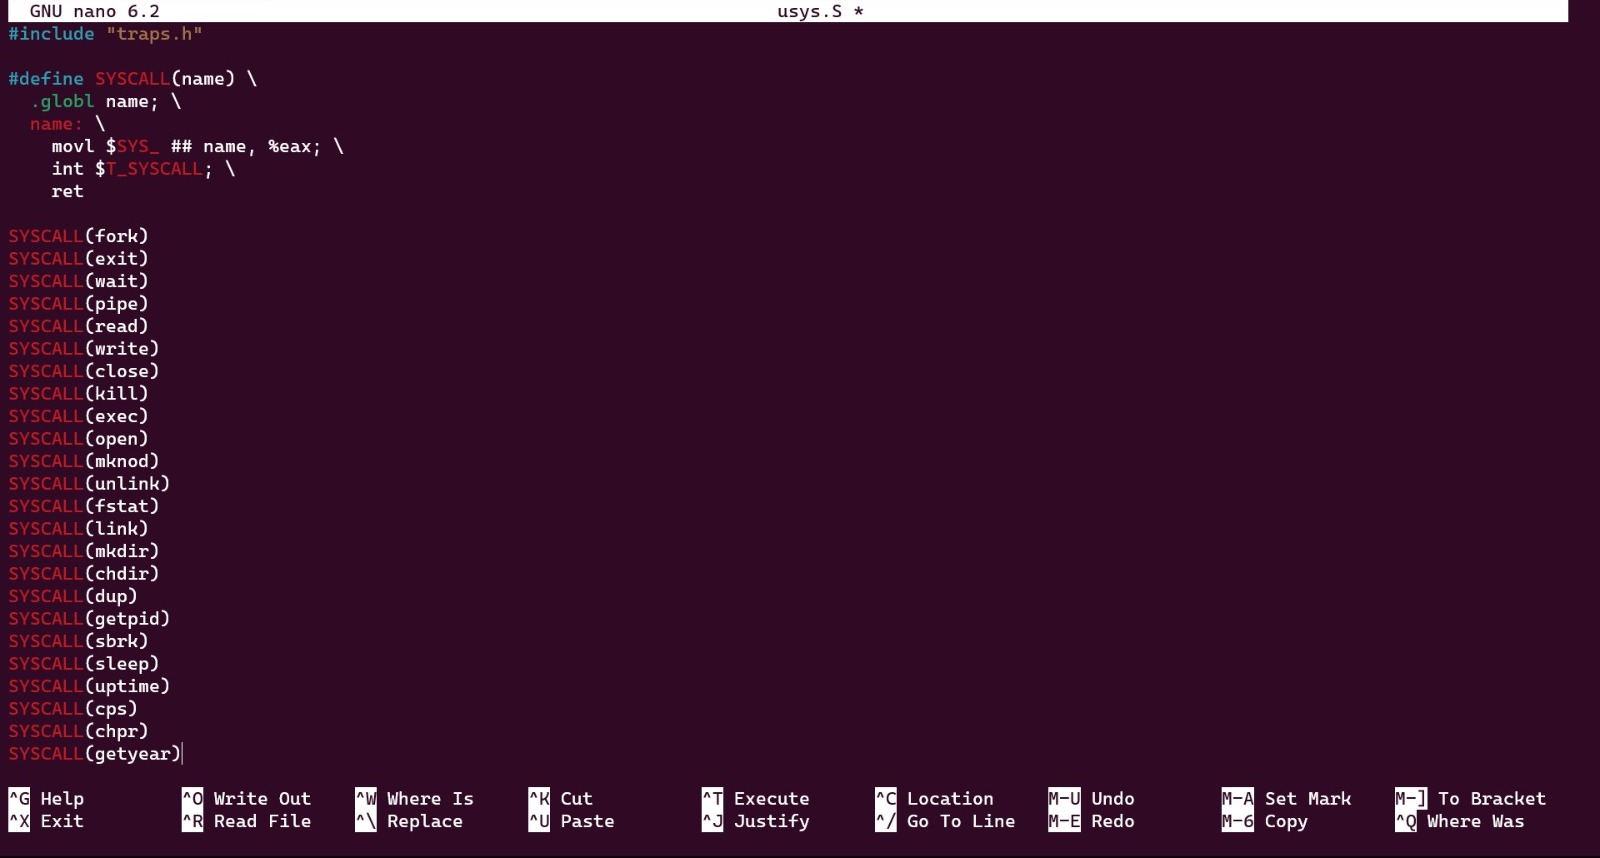 GNU nano 6.2 usys.S *
#include "traps.h"

#define SYSCALL(name) \
  .globl name; \
  name: \
    movl $SYS_ ## name, %eax; \
    int $T_SYSCALL; \
    ret

SYSCALL(fork)
SYSCALL(exit)
SYSCALL(wait)
SYSCALL(pipe)
SYSCALL(read)
SYSCALL(write)
SYSCALL(close)
SYSCALL(kill)
SYSCALL(exec)
SYSCALL(open)
SYSCALL(mknod)
SYSCALL(unlink)
SYSCALL(fstat)
SYSCALL(link)
SYSCALL(mkdir)
SYSCALL(chdir)
SYSCALL(dup)
SYSCALL(getpid)
SYSCALL(sbrk)
SYSCALL(sleep)
SYSCALL(uptime)
SYSCALL(cps)
SYSCALL(chpr)
SYSCALL(getyear)

^G Help ^O Write Out ^W Where Is ^K Cut ^T Execute ^C Location M-U Undo M-A Set Mark M-] To Bracket
^X Exit ^R Read File ^\ Replace ^U Paste ^J Justify ^/ Go To Line M-E Redo M-6 Copy ^Q Where Was